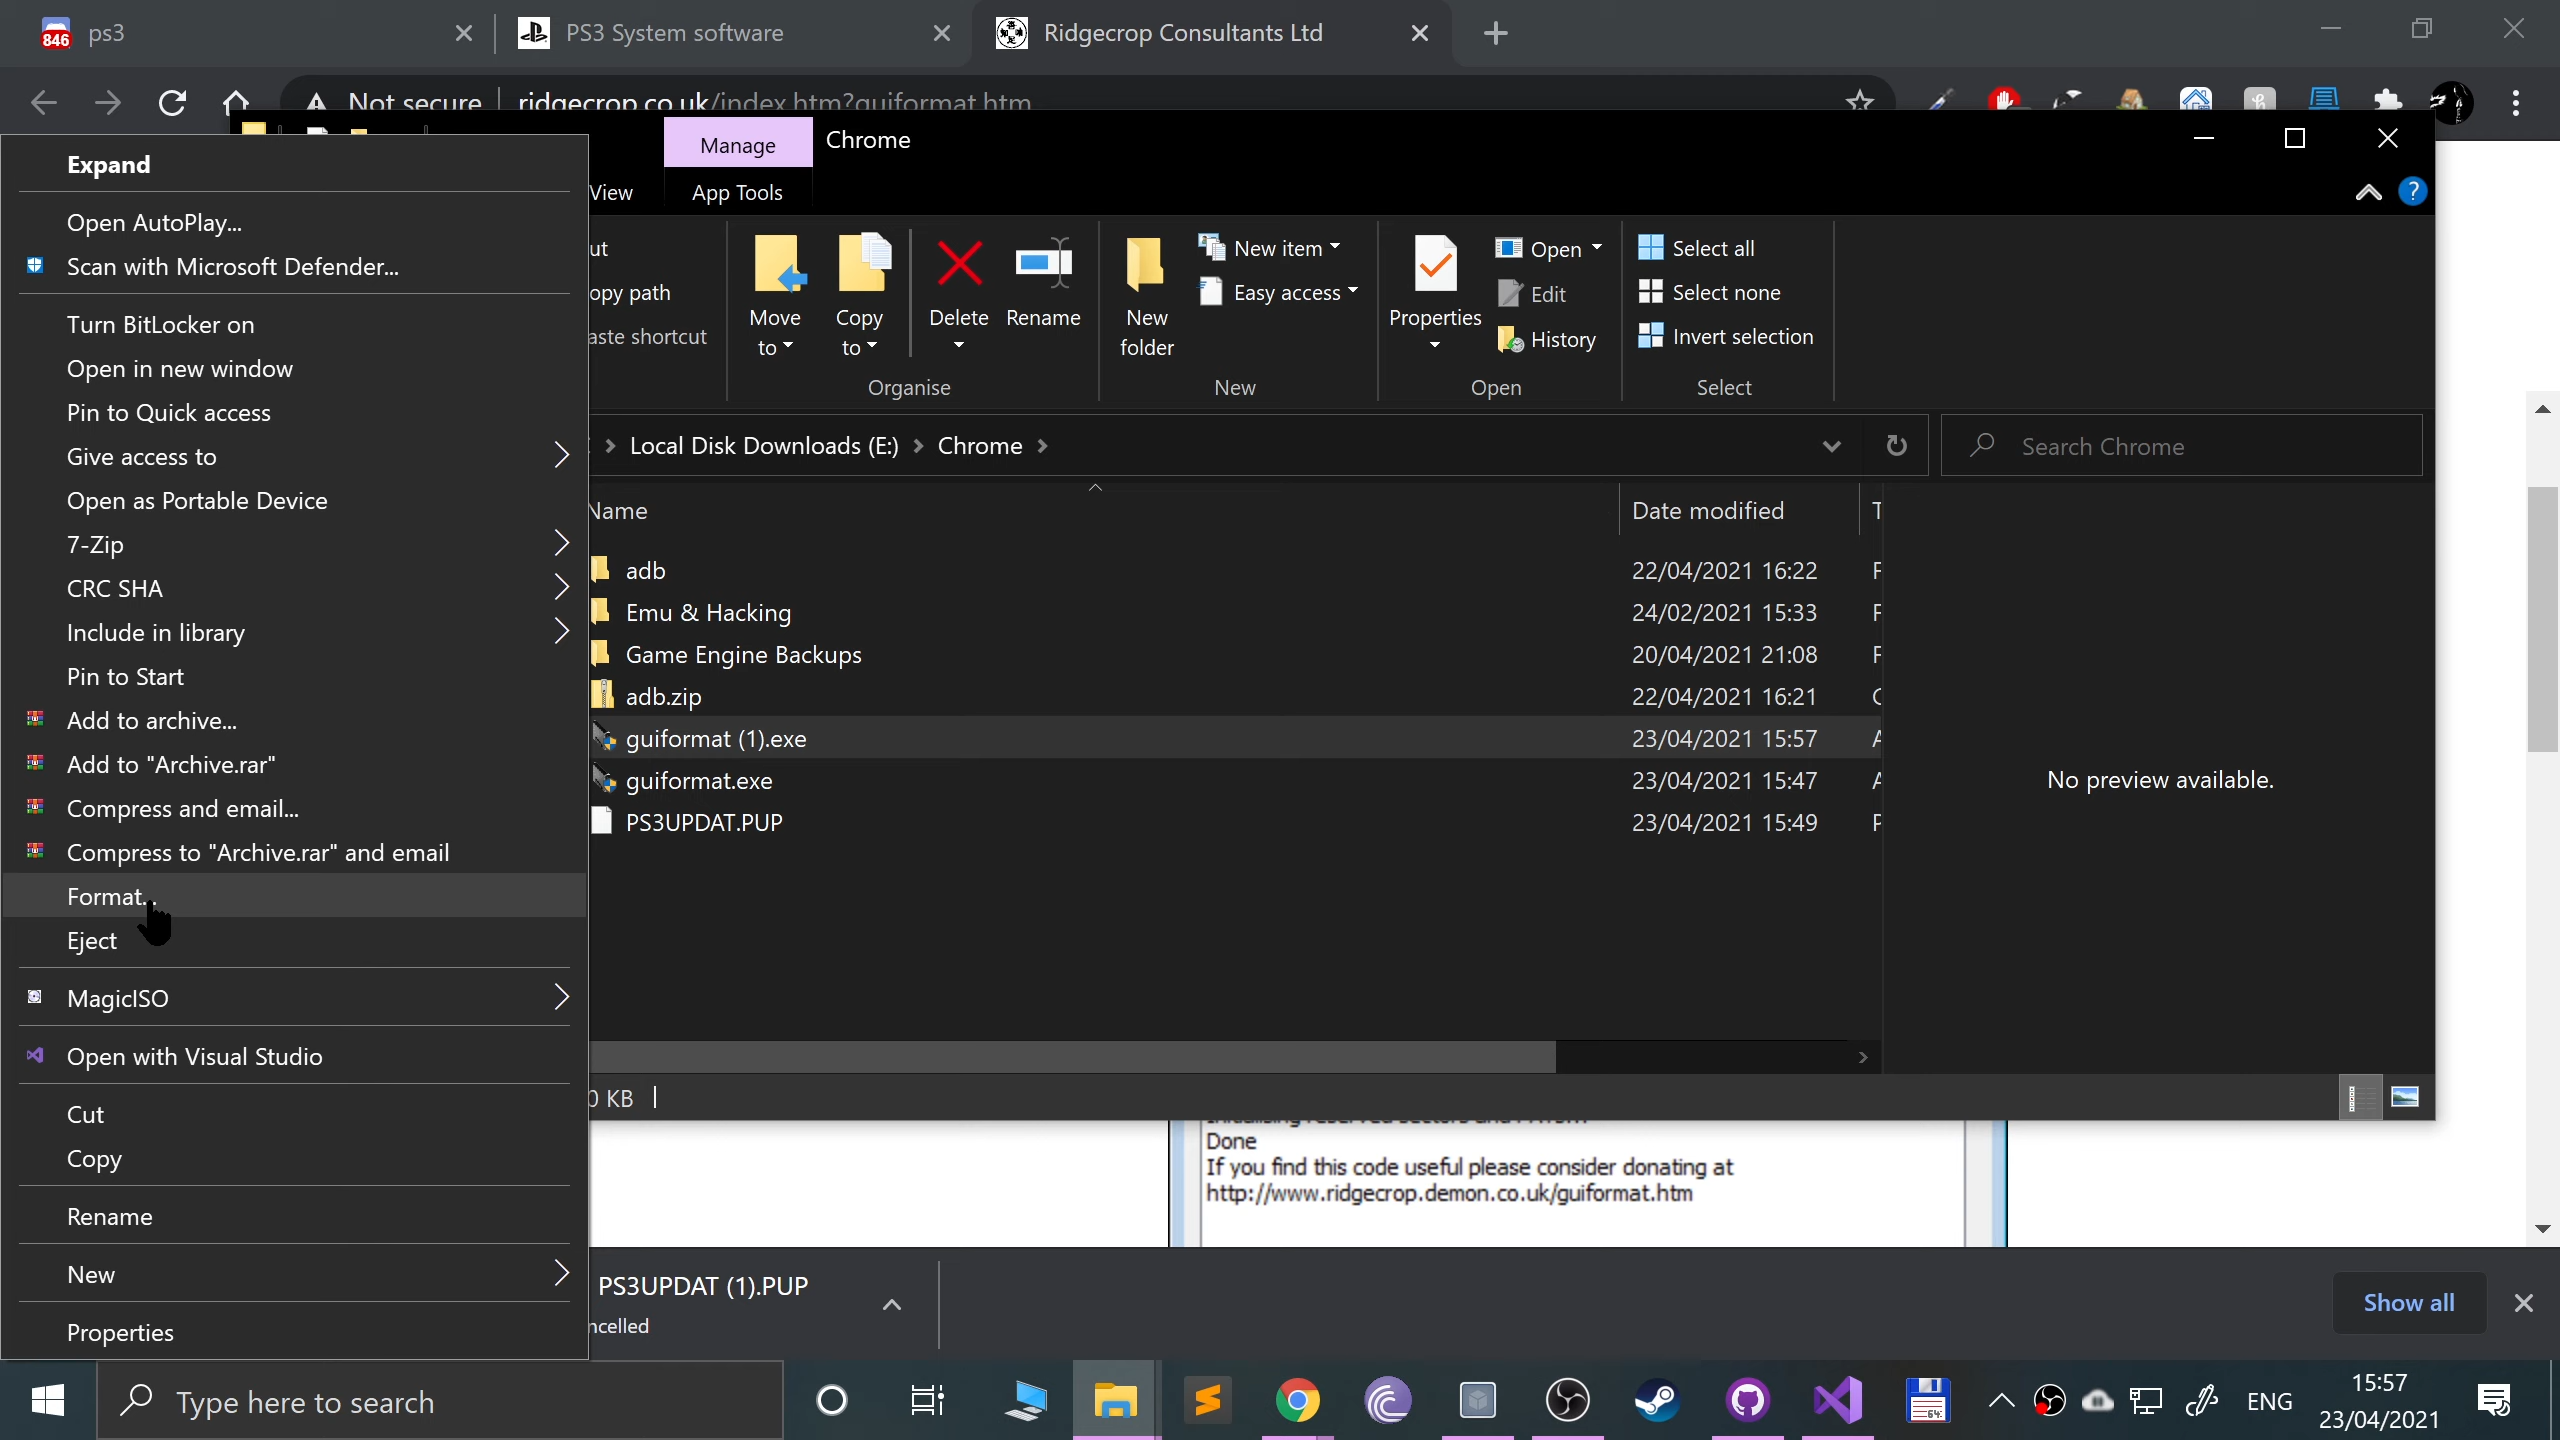 846 ps3
PS3 System software
Ridgecrop Consultants Ltd
Not secure ridgecrop.co.uk/index.htm?guiformat.htm
Expand
Open AutoPlay...
Scan with Microsoft Defender...
Turn BitLocker on
Open in new window
Pin to Quick access
Give access to
Open as Portable Device
7-Zip
CRC SHA
Include in library
Pin to Start
Add to archive...
Add to "Archive.rar"
Compress and email...
Compress to "Archive.rar" and email
Format...
Eject
MagicISO
Open with Visual Studio
Cut
Copy
Rename
New
Properties
Manage Chrome
View App Tools
ut
opy path
aste shortcut
Move to
Copy to
Delete
Rename
Organise
New folder
New item
Easy access
New
Properties
Open
Edit
History
Open
Select all
Select none
Invert selection
Select
Local Disk Downloads (E:) Chrome
Search Chrome
Name Date modified T
adb 22/04/2021 16:22 F
Emu & Hacking 24/02/2021 15:33 F
Game Engine Backups 20/04/2021 21:08 F
adb.zip 22/04/2021 16:21 C
guiformat (1).exe 23/04/2021 15:57 A
guiformat.exe 23/04/2021 15:47 A
PS3UPDAT.PUP 23/04/2021 15:49 P
No preview available.
0 KB
Done
If you find this code useful please consider donating at
http://www.ridgecrop.demon.co.uk/guiformat.htm
PS3UPDAT (1).PUP
ncelled
Show all
Type here to search
64:
ENG
15:57
23/04/2021